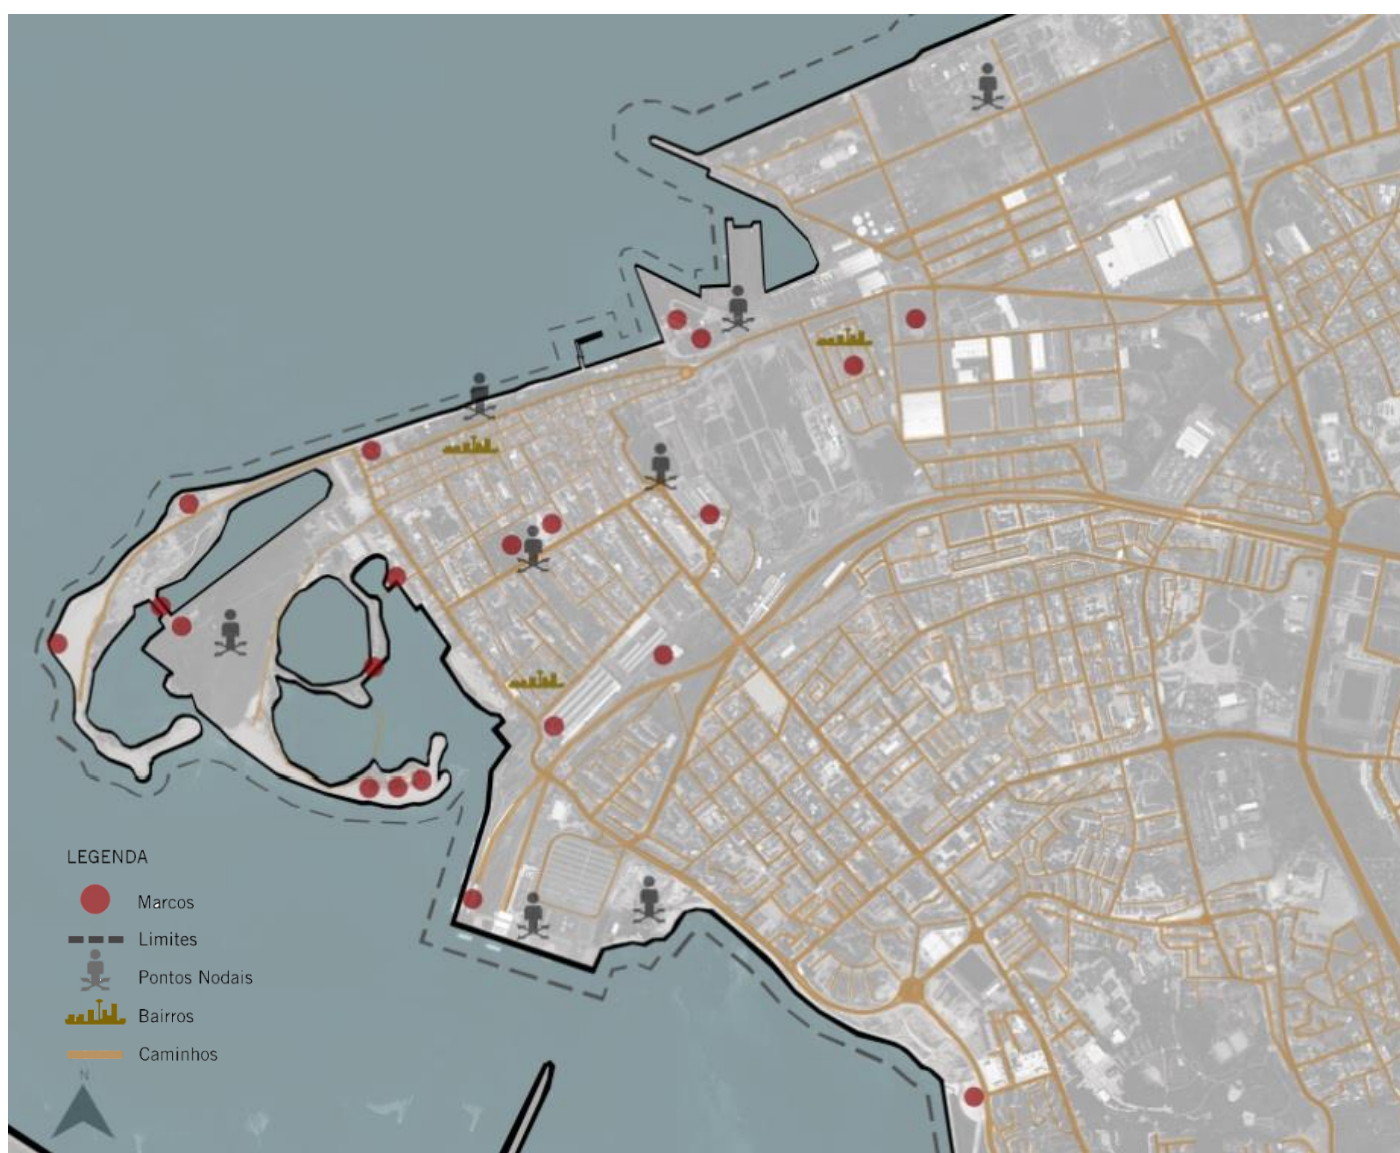 LEGENDA
Marcos
Limites
Pontos Nodais
Bairros
Caminhos
N